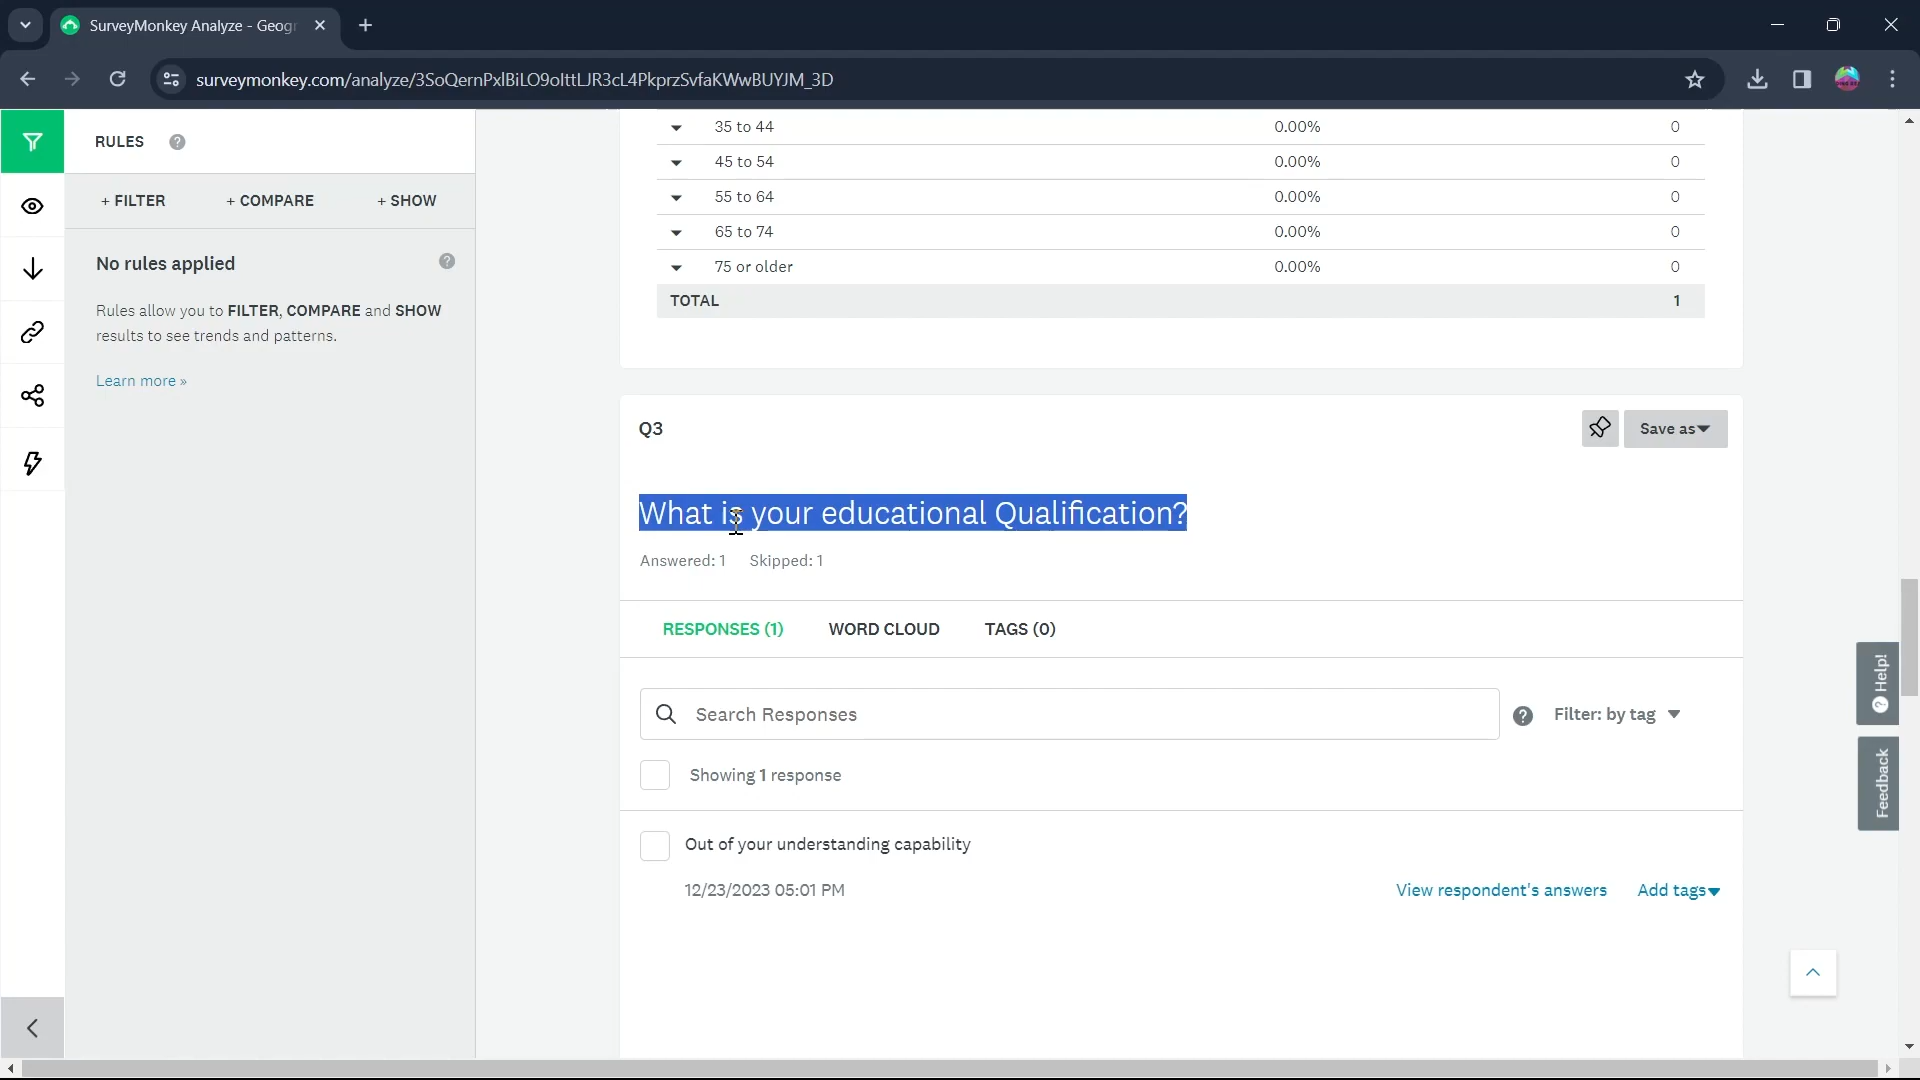 SurveyMonkey Analyze - Geogr
surveymonkey.com/analyze/3SoQernPxlBiLO9olttLJR3cL4PkprzSvfaKWwBUYJM_3D
RULES ?
+ FILTER + COMPARE + SHOW
No rules applied ?
Rules allow you to FILTER, COMPARE and SHOW
results to see trends and patterns.
Learn more »
35 to 44 0.00% 0
45 to 54 0.00% 0
55 to 64 0.00% 0
65 to 74 0.00% 0
75 or older 0.00% 0
TOTAL 1
Q3
Save as
What is your educational Qualification?
Answered: 1 Skipped: 1
RESPONSES (1) WORD CLOUD TAGS (0)
Search Responses ? Filter: by tag
Showing 1 response
Out of your understanding capability
12/23/2023 05:01 PM View respondent's answers Add tags
? Help!
Feedback